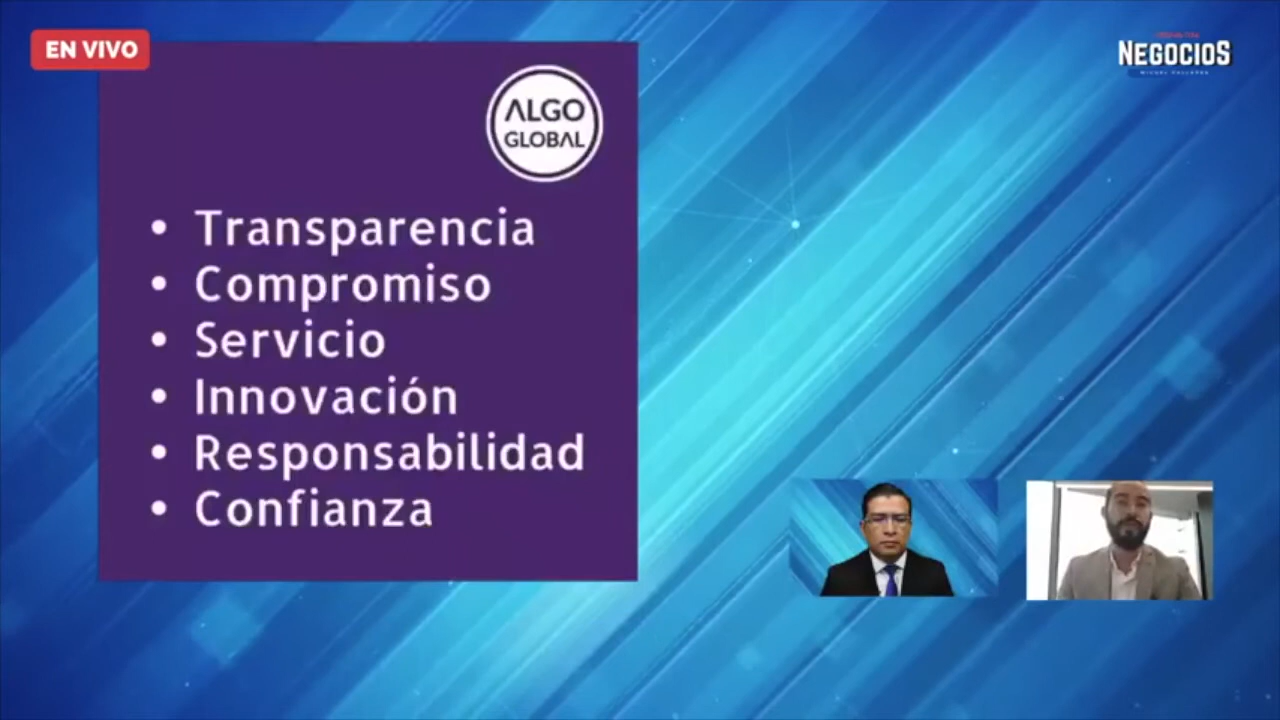 EN VIVO
NEGOCIOS
ALGO
GLOBAL
• Transparencia
• Compromiso
• Servicio
• Innovación
• Responsabilidad
• Confianza